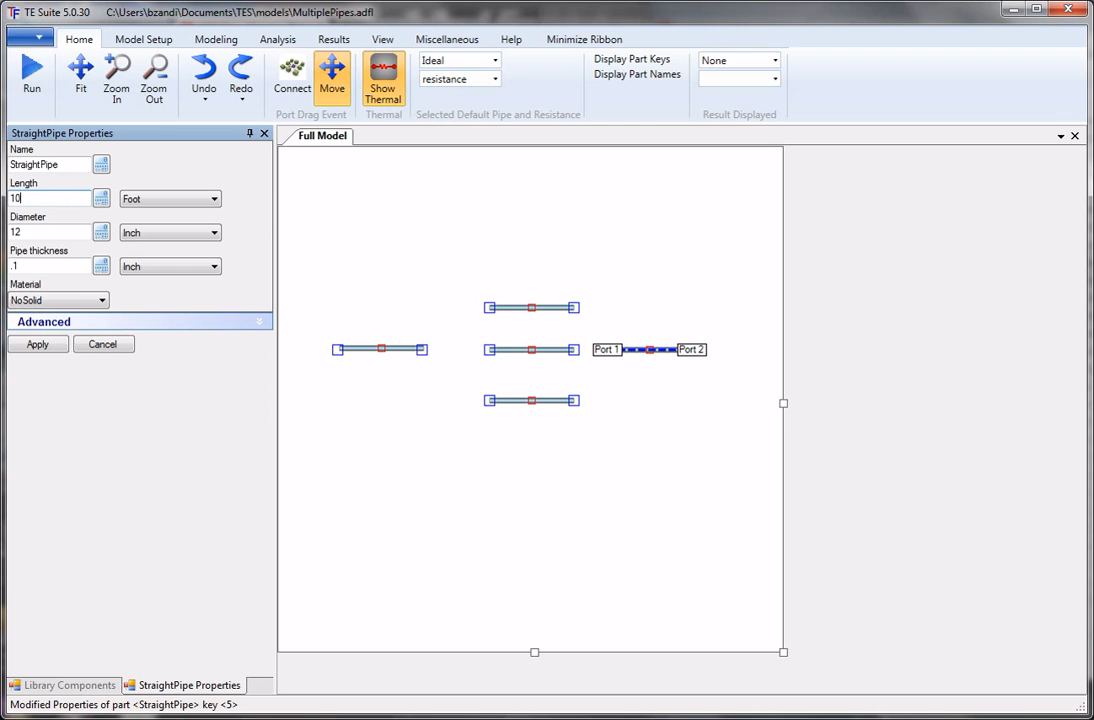 TE Suite 5.0.30 C:\Users\bzandi\Documents\TES\models\MultiplePipes.adfl
Home Model Setup Modeling Analysis Results View Miscellaneous Help Minimize Ribbon
Run Fit Zoom In Zoom Out Undo Redo Connect Move Show Thermal
Ideal
resistance
Display Part Keys
Display Part Names
None
Port Drag Event Thermal Selected Default Pipe and Resistance Result Displayed
StraightPipe Properties
Full Model
Name
StraightPipe
Length
10 Foot
Diameter
12 Inch
Pipe thickness
.1 Inch
Material
NoSolid
Advanced
Apply Cancel
Port 1 Port 2
Library Components StraightPipe Properties
Modified Properties of part <StraightPipe> key <5>